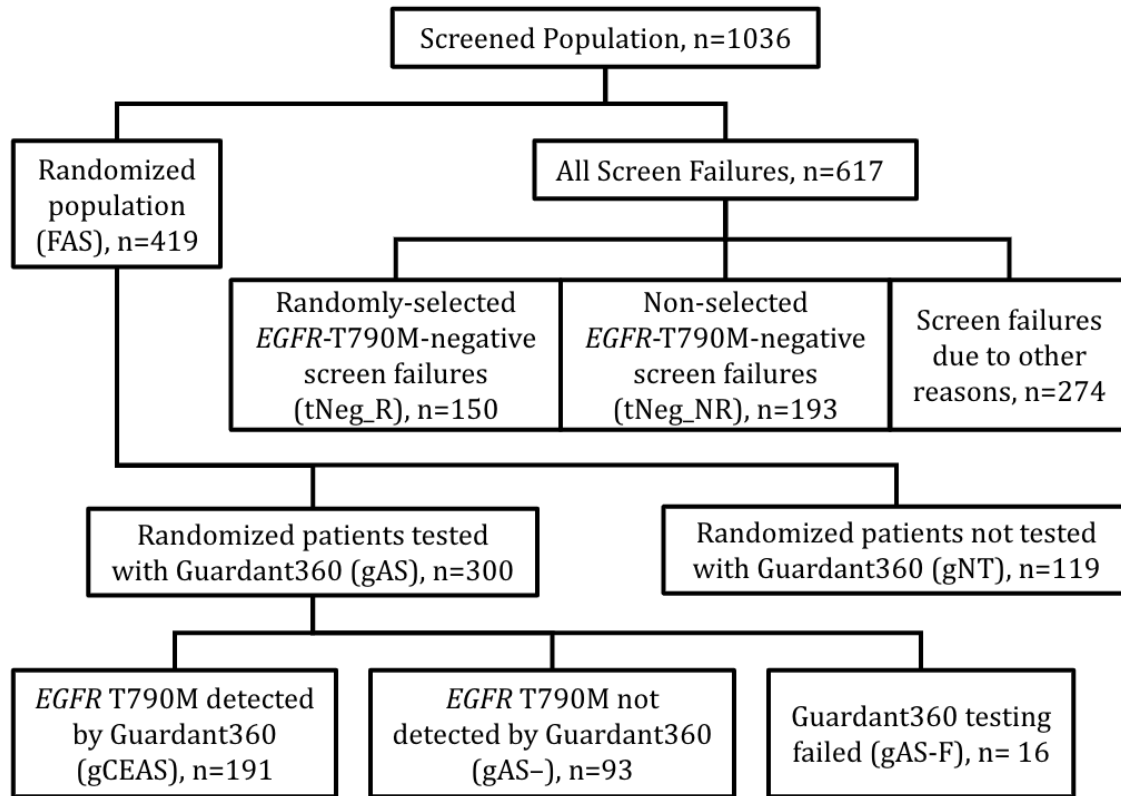 Screened Population, n=1036
Randomized
population
(FAS), n=419
All Screen Failures, n=617
Randomly-selected
EGFR-T790M-negative
screen failures
(tNeg_R), n=150
Non-selected
EGFR-T790M-negative
screen failures
(tNeg_NR), n=193
Screen failures
due to other
reasons, n=274
Randomized patients tested
with Guardant360 (gAS), n=300
Randomized patients not tested
with Guardant360 (gNT), n=119
EGFR T790M detected
by Guardant360
(gCEAS), n=191
EGFR T790M not
detected by Guardant360
(gAS–), n=93
Guardant360 testing
failed (gAS-F), n= 16